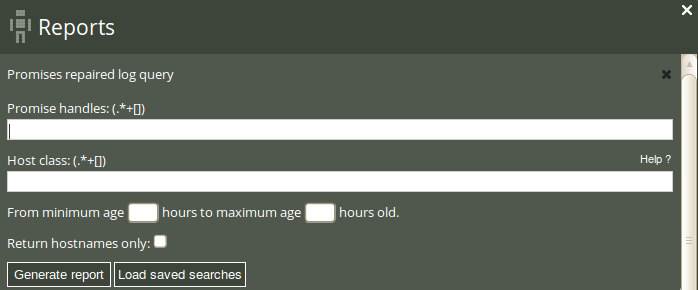 Reports
Promises repaired log query
Promise handles: (.*+[])
Host class: (.*+[])
Help ?
From minimum age hours to maximum age hours old.
Return hostnames only:
Generate report
Load saved searches